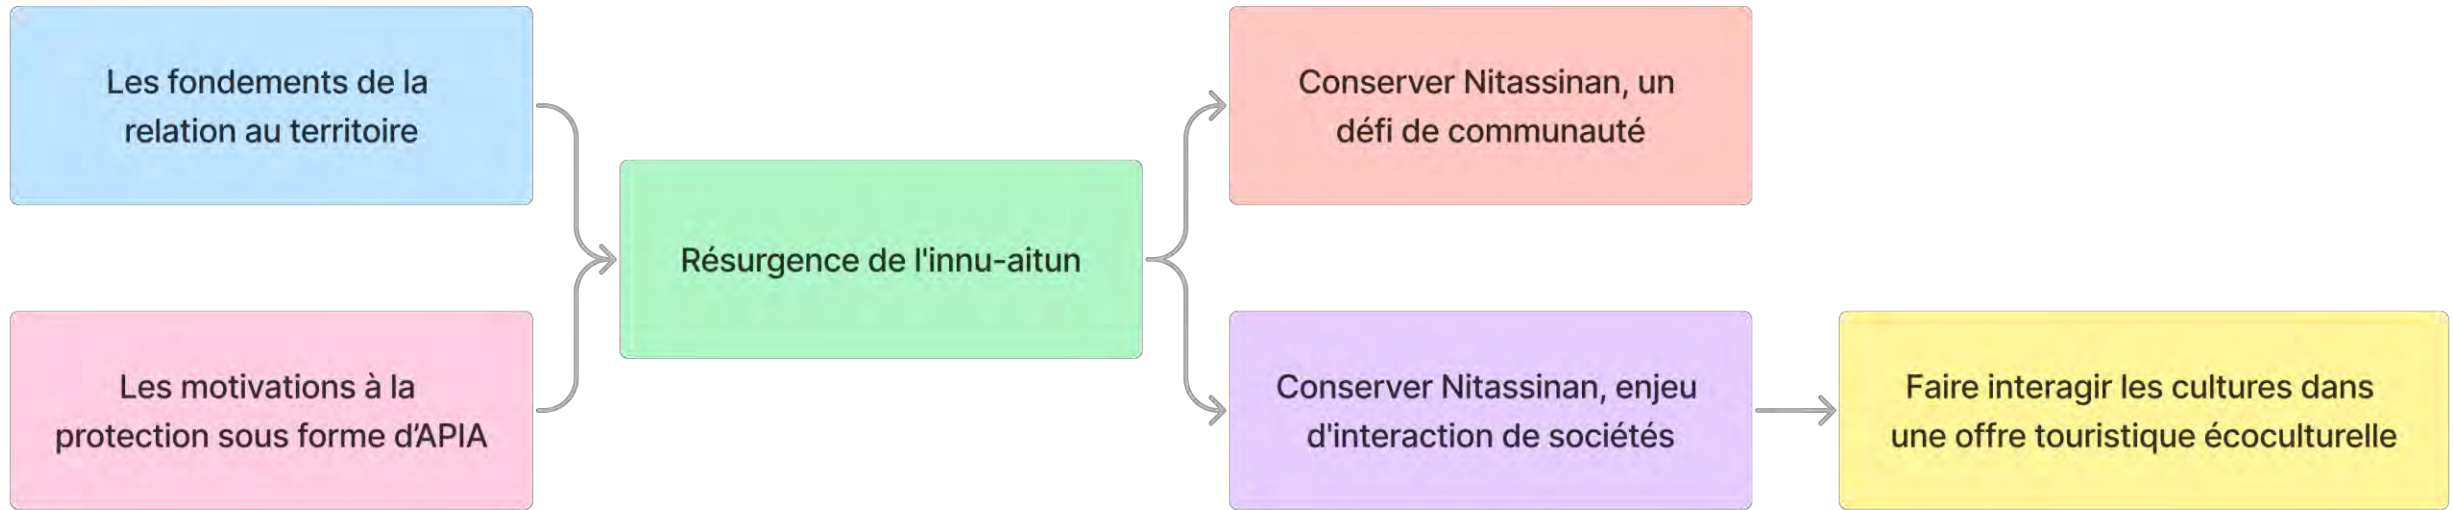 Les fondements de la
relation au territoire
Les motivations à la
protection sous forme d’APIA
Résurgence de l'innu-aitun
Conserver Nitassinan, un
défi de communauté
Conserver Nitassinan, enjeu
d'interaction de sociétés
Faire interagir les cultures dans
une offre touristique écoculturelle